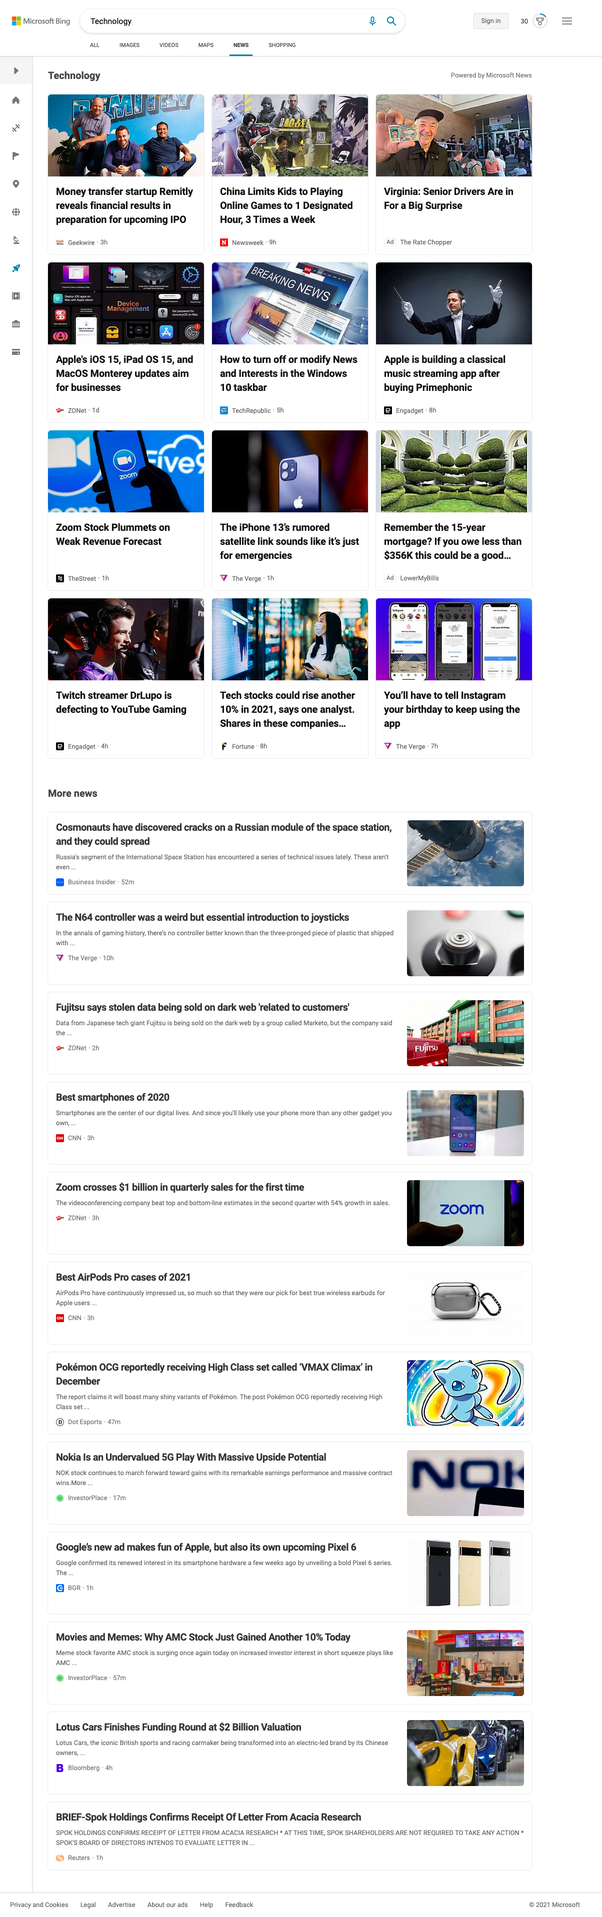 Microsoft Bing
Technology
Sign in
30
ALL
IMAGES
VIDEOS
MAPS
NEWS
SHOPPING
Technology
Powered by Microsoft News
Money transfer startup Remitly
reveals financial results in
preparation for upcoming IPO
Geekwire · 3h
China Limits Kids to Playing
Online Games to 1 Designated
Hour, 3 Times a Week
Newsweek · 9h
Virginia: Senior Drivers Are in
For a Big Surprise
Ad The Rate Chopper
Device
Management
Apple's iOS 15, iPad OS 15, and
MacOS Monterey updates aim
for businesses
ZDNet · 1d
BREAKING NEWS
How to turn off or modify News
and Interests in the Windows
10 taskbar
TechRepublic · 5h
Apple is building a classical
music streaming app after
buying Primephonic
Engadget · 8h
zoom
Five9
Zoom Stock Plummets on
Weak Revenue Forecast
TheStreet · 1h
The iPhone 13's rumored
satellite link sounds like it's just
for emergencies
The Verge · 1h
Remember the 15-year
mortgage? If you owe less than
$356K this could be a good...
Ad LowerMyBills
Twitch streamer DrLupo is
defecting to YouTube Gaming
Engadget · 4h
Tech stocks could rise another
10% in 2021, says one analyst.
Shares in these companies...
Fortune · 8h
You'll have to tell Instagram
your birthday to keep using the
app
The Verge · 7h
More news
Cosmonauts have discovered cracks on a Russian module of the space station,
and they could spread
Russia's segment of the International Space Station has encountered a series of technical issues lately. These aren't
even ...
Business Insider · 52m
The N64 controller was a weird but essential introduction to joysticks
In the annals of gaming history, there's no controller better known than the three-pronged piece of plastic that shipped
with ...
The Verge · 10h
Fujitsu says stolen data being sold on dark web 'related to customers'
Data from Japanese tech giant Fujitsu is being sold on the dark web by a group called Marketo, but the company said
the ...
ZDNet · 2h
FUJITSU
Best smartphones of 2020
Smartphones are the center of our digital lives. And since you'll likely use your phone more than any other gadget you
own, ...
CNN · 3h
Zoom crosses $1 billion in quarterly sales for the first time
The videoconferencing company beat top and bottom-line estimates in the second quarter with 54% growth in sales.
ZDNet · 3h
zoom
Best AirPods Pro cases of 2021
AirPods Pro have continuously impressed us, so much so that they were our pick for best true wireless earbuds for
Apple users ...
CNN · 3h
Pokémon OCG reportedly receiving High Class set called 'VMAX Climax' in
December
The report claims it will boast many shiny variants of Pokémon. The post Pokémon OCG reportedly receiving High
Class set ...
Dot Esports · 47m
Nokia Is an Undervalued 5G Play With Massive Upside Potential
NOK stock continues to march forward toward gains with its remarkable earnings performance and massive contract
wins More ...
InvestorPlace · 17m
NOK
Google's new ad makes fun of Apple, but also its own upcoming Pixel 6
Google confirmed its renewed interest in its smartphone hardware a few weeks ago by unveiling a bold Pixel 6 series.
The ...
BGR · 1h
Movies and Memes: Why AMC Stock Just Gained Another 10% Today
Meme stock favorite AMC stock is surging once again today on increased investor interest in short squeeze plays like
AMC ...
InvestorPlace · 57m
Lotus Cars Finishes Funding Round at $2 Billion Valuation
Lotus Cars, the iconic British sports and racing carmaker being transformed into an electric-led brand by its Chinese
owners, ...
Bloomberg · 4h
BRIEF-Spok Holdings Confirms Receipt Of Letter From Acacia Research
SPOK HOLDINGS CONFIRMS RECEIPT OF LETTER FROM ACACIA RESEARCH * AT THIS TIME, SPOK SHAREHOLDERS ARE NOT REQUIRED TO TAKE ANY ACTION *
SPOK'S BOARD OF DIRECTORS INTENDS TO EVALUATE LETTER IN ...
Reuters · 1h
Privacy and Cookies
Legal
Advertise
About our ads
Help
Feedback
© 2021 Microsoft